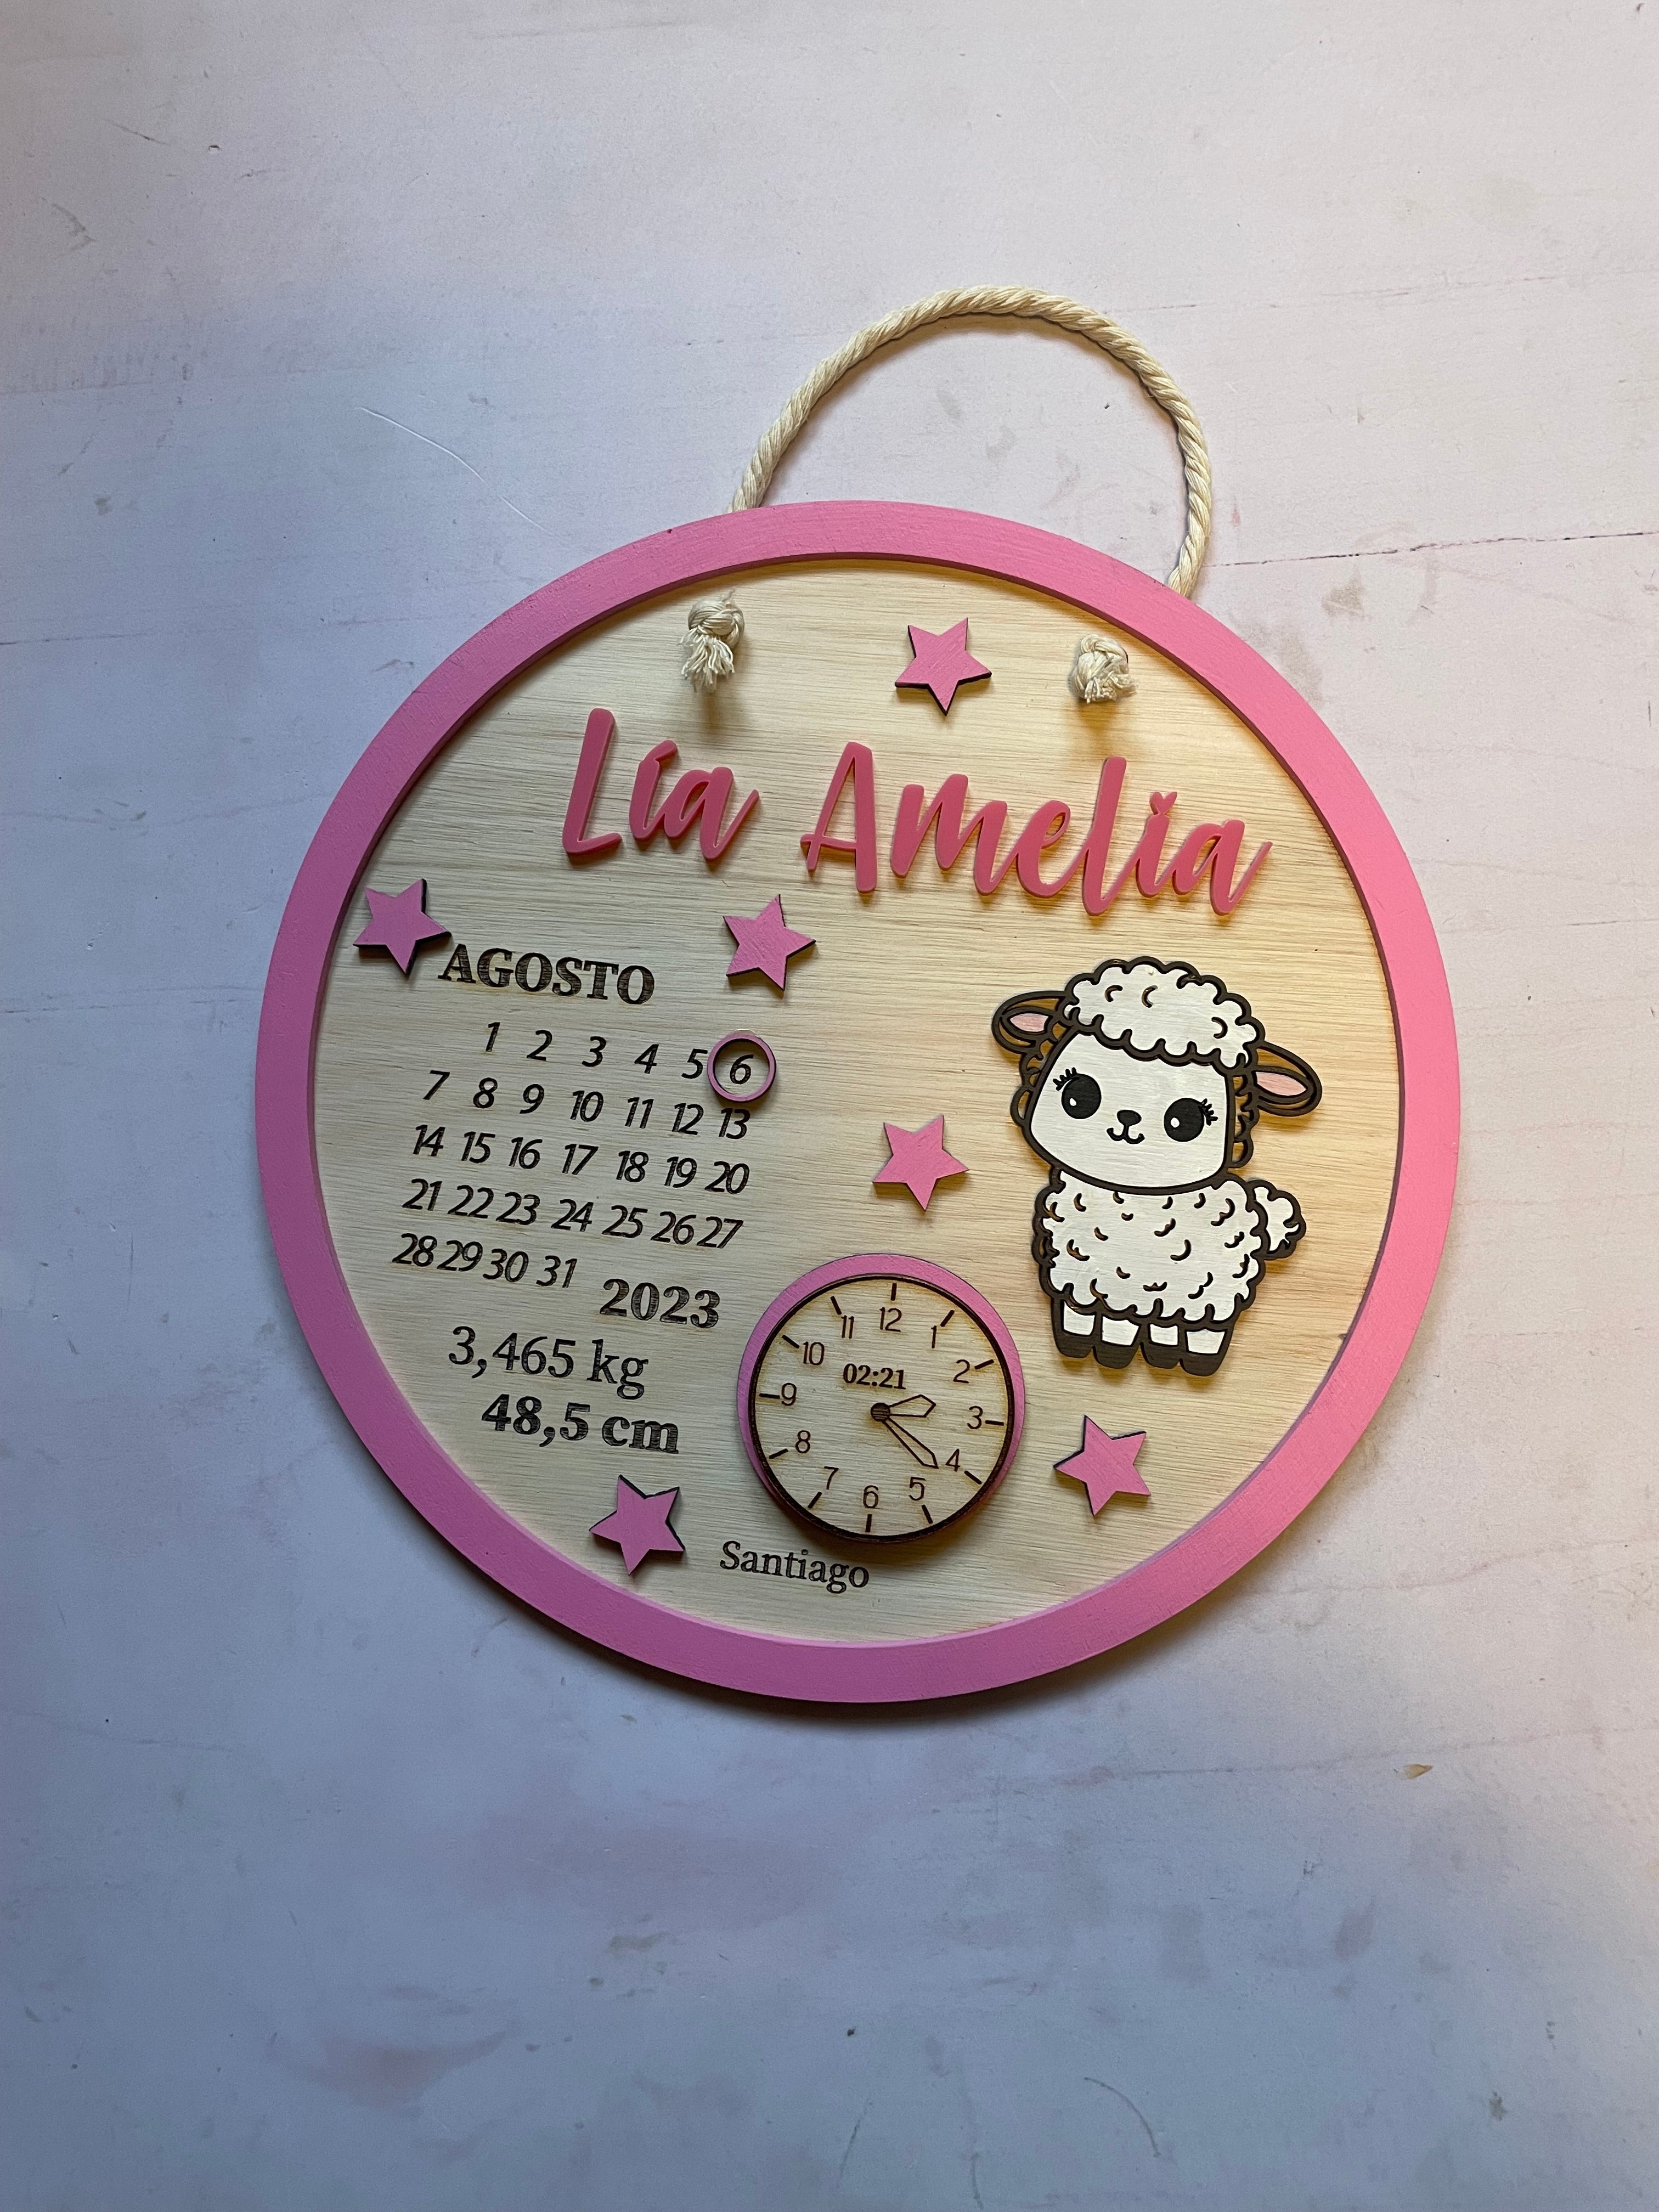 Lía Amelia
AGOSTO
1 2 3 4 5 6
7 8 9 10 11 12 13
14 15 16 17 18 19 20
21 22 23 24 25 26 27
28 29 30 31
2023
3,465 kg
48,5 cm
12
11 1
10 2
02:21
9 3
8 4
7 5
6
Santiago